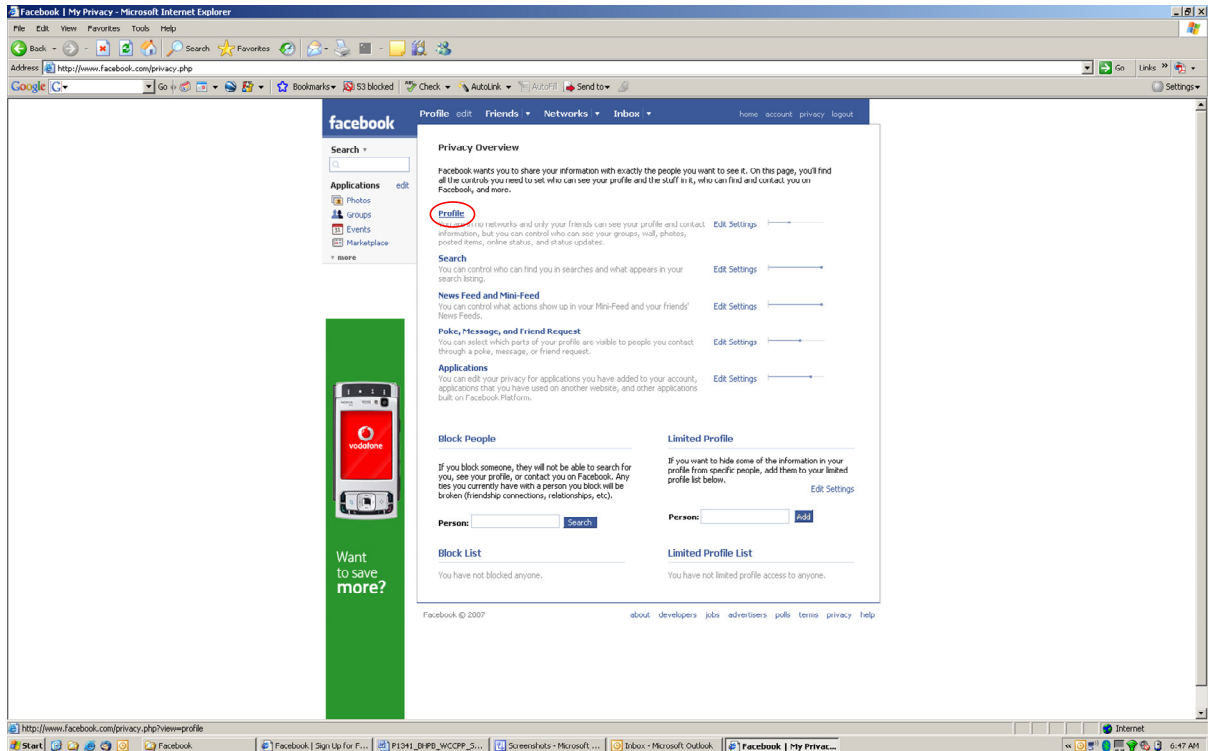 Facebook | My Privacy - Microsoft Internet Explorer
File Edit View Favorites Tools Help
Back Search Favorites
Address http://www.facebook.com/privacy.php Go Links »
Google G Go Bookmarks 53 blocked Check AutoLink AutoFill Send to Settings
facebook
Profile edit Friends Networks Inbox home account privacy logout
Search
Applications edit
Photos
Groups
Events
Marketplace
more
Privacy Overview
Facebook wants you to share your information with exactly the people you want to see it. On this page, you'll find
all the controls you need to set who can see your profile and the stuff in it, who can find and contact you on
Facebook, and more.
Profile
You are in no networks and only your friends can see your profile and contact Edit Settings
information, but you can control who can see your groups, wall, photos,
posted items, online status, and status updates.
Search
You can control who can find you in searches and what appears in your Edit Settings
search listing.
News Feed and Mini-Feed
You can control what actions show up in your Mini-Feed and your friends' Edit Settings
News Feeds.
Poke, Message, and Friend Request
You can select which parts of your profile are visible to people you contact Edit Settings
through a poke, message, or friend request.
Applications
You can edit your privacy for applications you have added to your account, Edit Settings
applications that you have used on another website, and other applications
built on Facebook Platform.
Block People
If you block someone, they will not be able to search for
you, see your profile, or contact you on Facebook. Any
ties you currently have with a person you block will be
broken (friendship connections, relationships, etc).
Person: Search
Limited Profile
If you want to hide some of the information in your
profile from specific people, add them to your limited
profile list below.
Edit Settings
Person: Add
Block List
You have not blocked anyone.
Limited Profile List
You have not limited profile access to anyone.
vodafone
Want
to save
more?
Facebook © 2007 about developers jobs advertisers polls terms privacy help
http://www.facebook.com/privacy.php?view=profile Internet
Start Facebook Facebook | Sign Up for F... P1341_BHPB_WCCPP_S... Screenshots - Microsoft ... Inbox - Microsoft Outlook Facebook | My Privac... « 6:47 AM